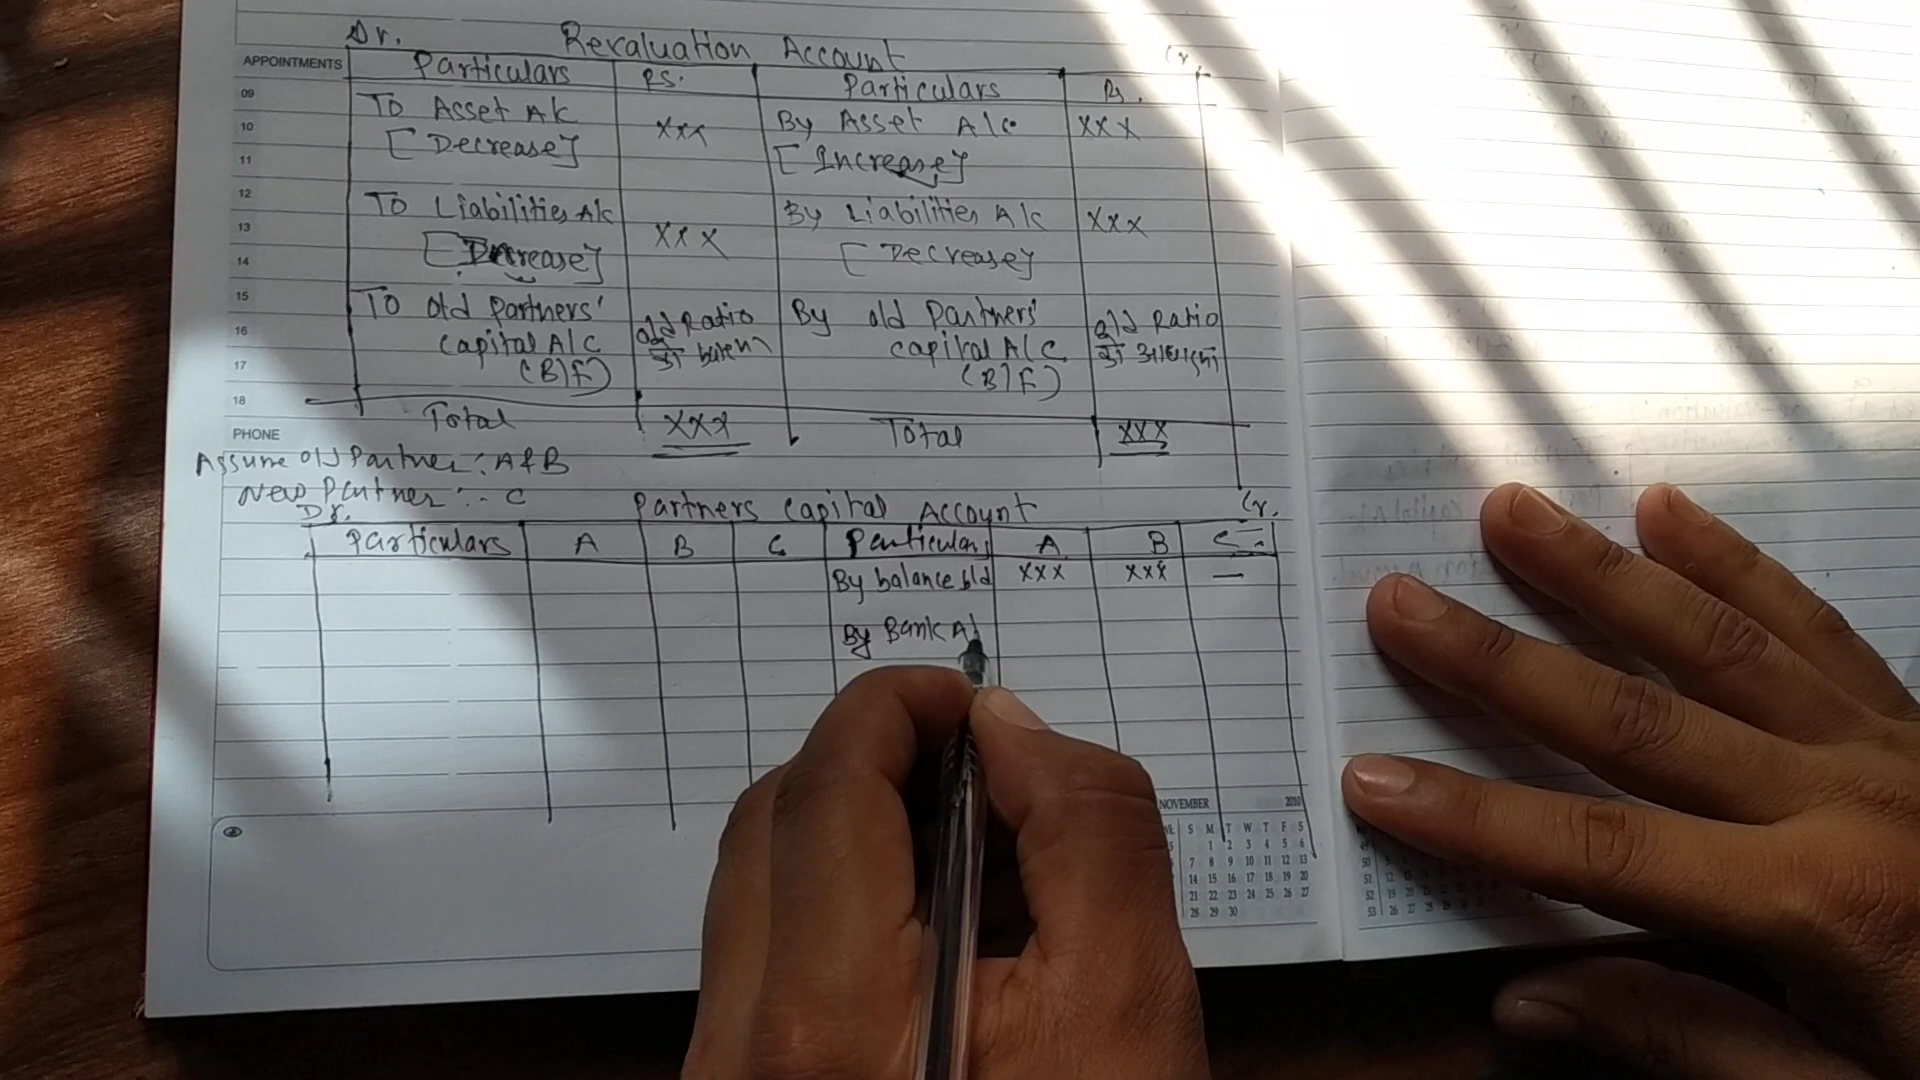 Dr. Revaluation Account Cr.
APPOINTMENTS Particulars Rs. Particulars Rs.
09 To Asset A/c xxx By Asset A/c xxx
10 [Decrease] [Increase]
11
12 To Liabilities A/c xxx By Liabilities A/c xxx
13
14 [Decrease]
15 To old Partners' By old Partners'
16 capital A/c old Ratio capital A/c old Ratio
17 (B/F) (B/F)
18 Total xxx Total xxx
PHONE
Assume old Partner :- A & B
New Partner :- C Partners Capital Account
Dr. Cr.
Particulars A B C Particulars A B C
By balance b/d xxx xxx —
By Bank A/
NOVEMBER 2010
S M T W T F S
1 2 3 4 5 6
7 8 9 10 11 12 13
14 15 16 17 18 19 20
21 22 23 24 25 26 27
28 29 30